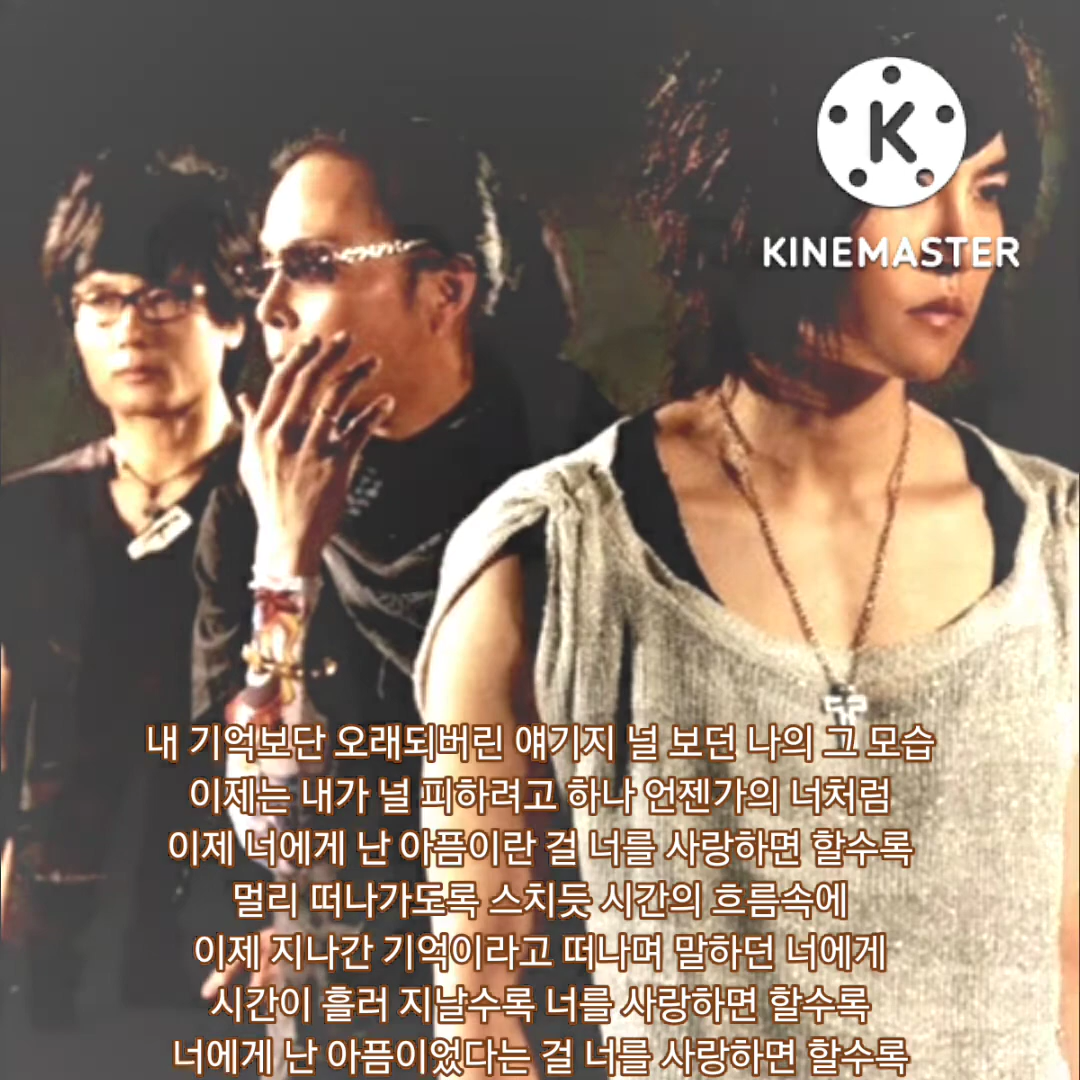 K
KINEMASTER
내 기억보단 오래되버린 얘기지 널 보던 나의 그 모습
이제는 내가 널 피하려고 하나 언젠가의 너처럼
이제 너에게 난 아픔이란 걸 너를 사랑하면 할수록
멀리 떠나가도록 스치듯 시간의 흐름속에
이제 지나간 기억이라고 떠나며 말하던 너에게
시간이 흘러 지날수록 너를 사랑하면 할수록
너에게 난 아픔이었다는 걸 너를 사랑하면 할수록